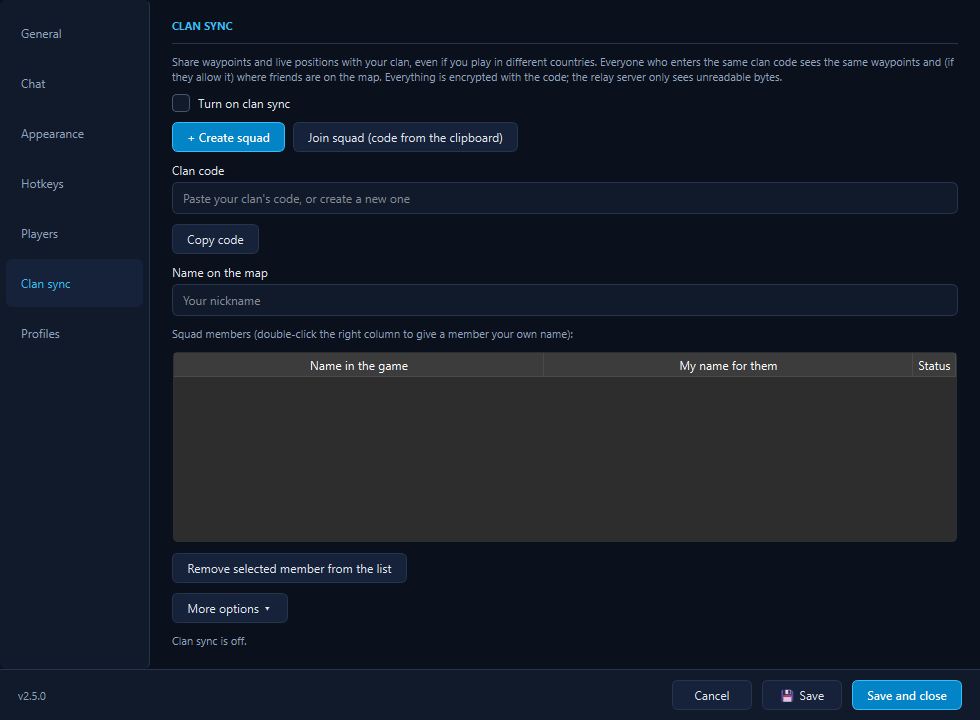 General
Chat
Appearance
Hotkeys
Players
Clan sync
Profiles
CLAN SYNC
Share waypoints and live positions with your clan, even if you play in different countries. Everyone who enters the same clan code sees the same waypoints and (if
they allow it) where friends are on the map. Everything is encrypted with the code; the relay server only sees unreadable bytes.
Turn on clan sync
+ Create squad
Join squad (code from the clipboard)
Clan code
Paste your clan's code, or create a new one
Copy code
Name on the map
Your nickname
Squad members (double-click the right column to give a member your own name):
Name in the game
My name for them
Status
Remove selected member from the list
More options ▾
Clan sync is off.
v2.5.0
Cancel
Save
Save and close